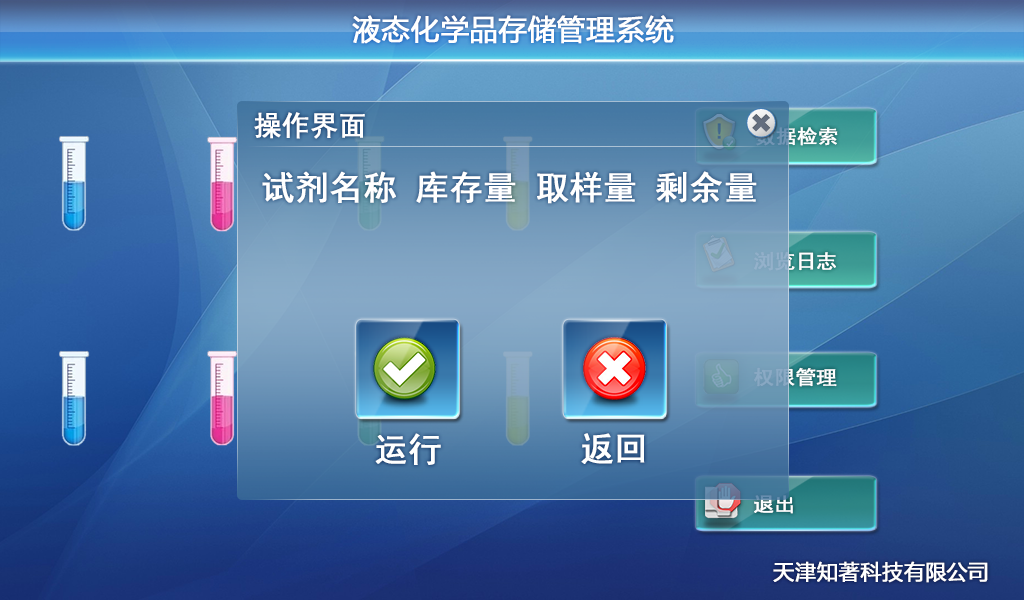 液态化学品存储管理系统
操作界面
数据检索
试剂名称 库存量 取样量 剩余量
浏览日志
权限管理
运行 返回
退出
天津知著科技有限公司